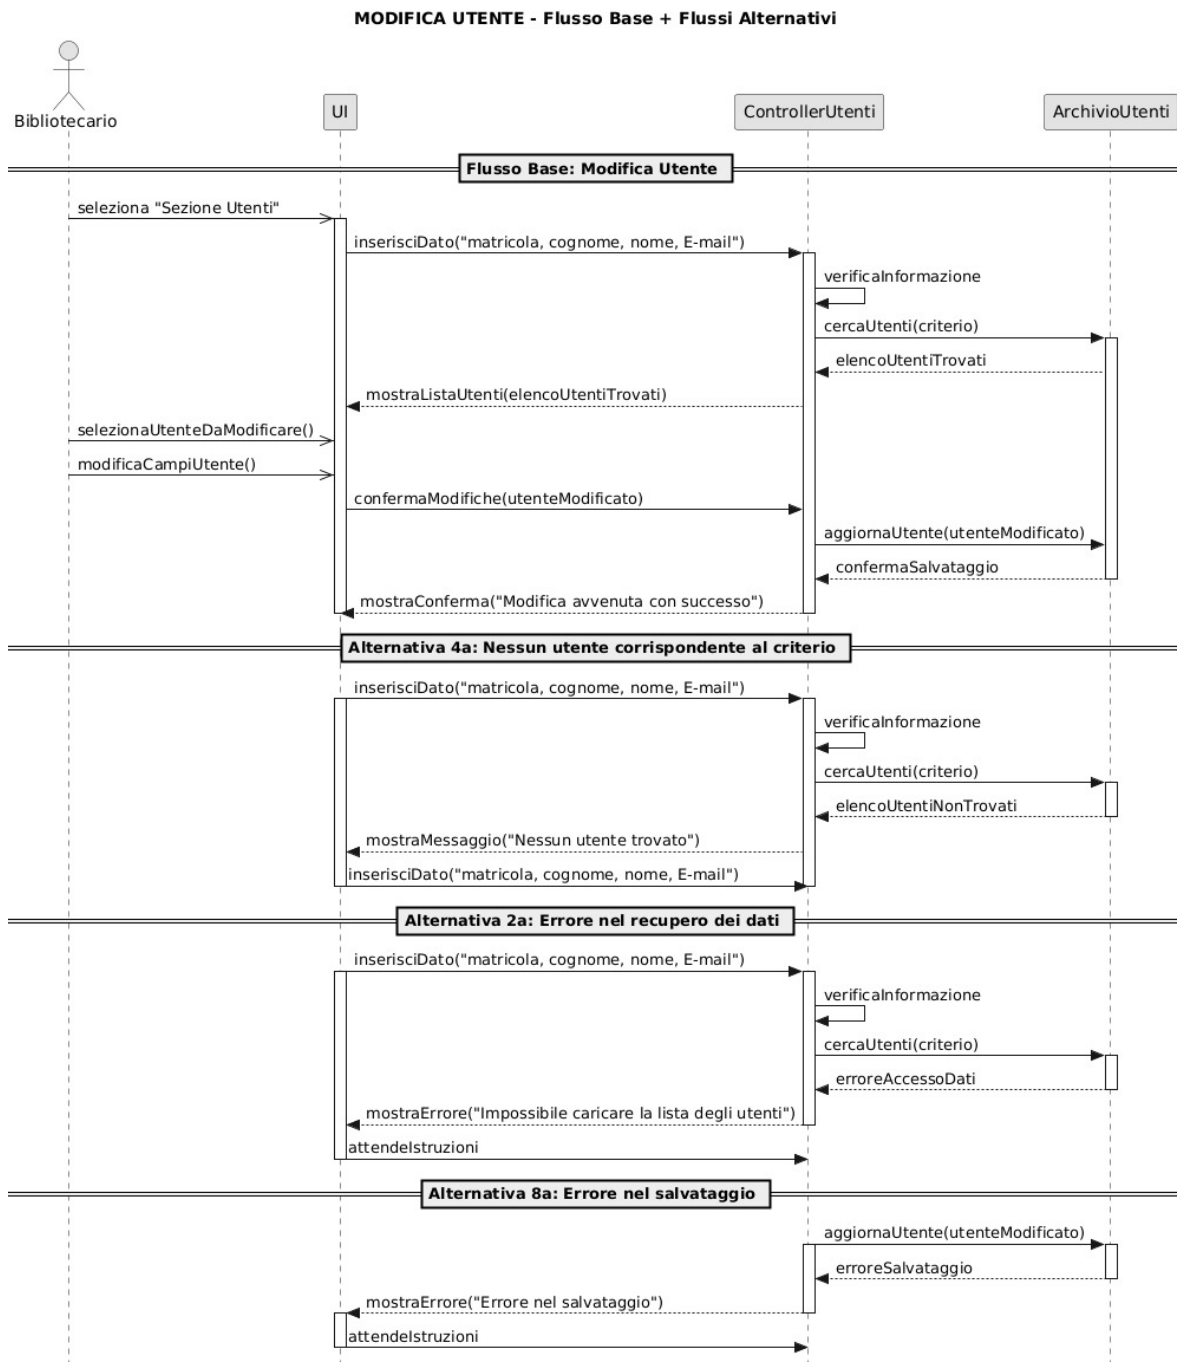 MODIFICA UTENTE - Flusso Base + Flussi Alternativi
Bibliotecario
UI
ControllerUtenti
ArchivioUtenti
Flusso Base: Modifica Utente
seleziona "Sezione Utenti"
inserisciDato("matricola, cognome, nome, E-mail")
verificaInformazione
cercaUtenti(criterio)
elencoUtentiTrovati
mostraListaUtenti(elencoUtentiTrovati)
selezionaUtenteDaModificare()
modificaCampiUtente()
confermaModifiche(utenteModificato)
aggiornaUtente(utenteModificato)
confermaSalvataggio
mostraConferma("Modifica avvenuta con successo")
Alternativa 4a: Nessun utente corrispondente al criterio
inserisciDato("matricola, cognome, nome, E-mail")
verificaInformazione
cercaUtenti(criterio)
elencoUtentiNonTrovati
mostraMessaggio("Nessun utente trovato")
inserisciDato("matricola, cognome, nome, E-mail")
Alternativa 2a: Errore nel recupero dei dati
inserisciDato("matricola, cognome, nome, E-mail")
verificaInformazione
cercaUtenti(criterio)
erroreAccessoDati
mostraErrore("Impossibile caricare la lista degli utenti")
attendeIstruzioni
Alternativa 8a: Errore nel salvataggio
aggiornaUtente(utenteModificato)
erroreSalvataggio
mostraErrore("Errore nel salvataggio")
attendeIstruzioni